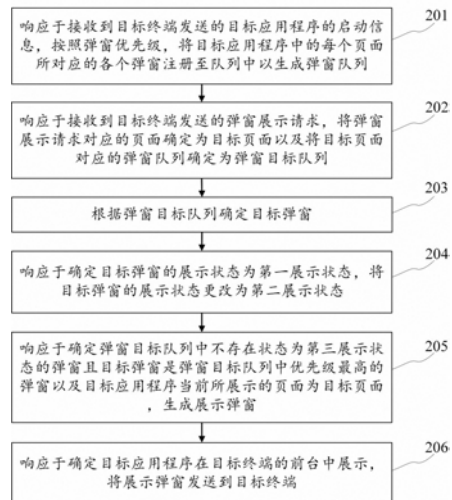 响应于接收到目标终端发送的目标应用程序的启动信
息，按照弹窗优先级，将目标应用程序中的每个页面
所对应的各个弹窗注册至队列中以生成弹窗队列
201
响应于接收到目标终端发送的弹窗展示请求，将弹窗
展示请求对应的页面确定为目标页面以及将目标页面
对应的弹窗队列确定为弹窗目标队列
202
根据弹窗目标队列确定目标弹窗
203
响应于确定目标弹窗的展示状态为第一展示状态，将
目标弹窗的展示状态更改为第二展示状态
204
响应于确定弹窗目标队列中不存在状态为第三展示状
态的弹窗且目标弹窗是弹窗目标队列中优先级最高的
弹窗以及目标应用程序当前所展示的页面为目标页面
，生成展示弹窗
205
响应于确定目标应用程序在目标终端的前台中展示，
将展示弹窗发送到目标终端
206